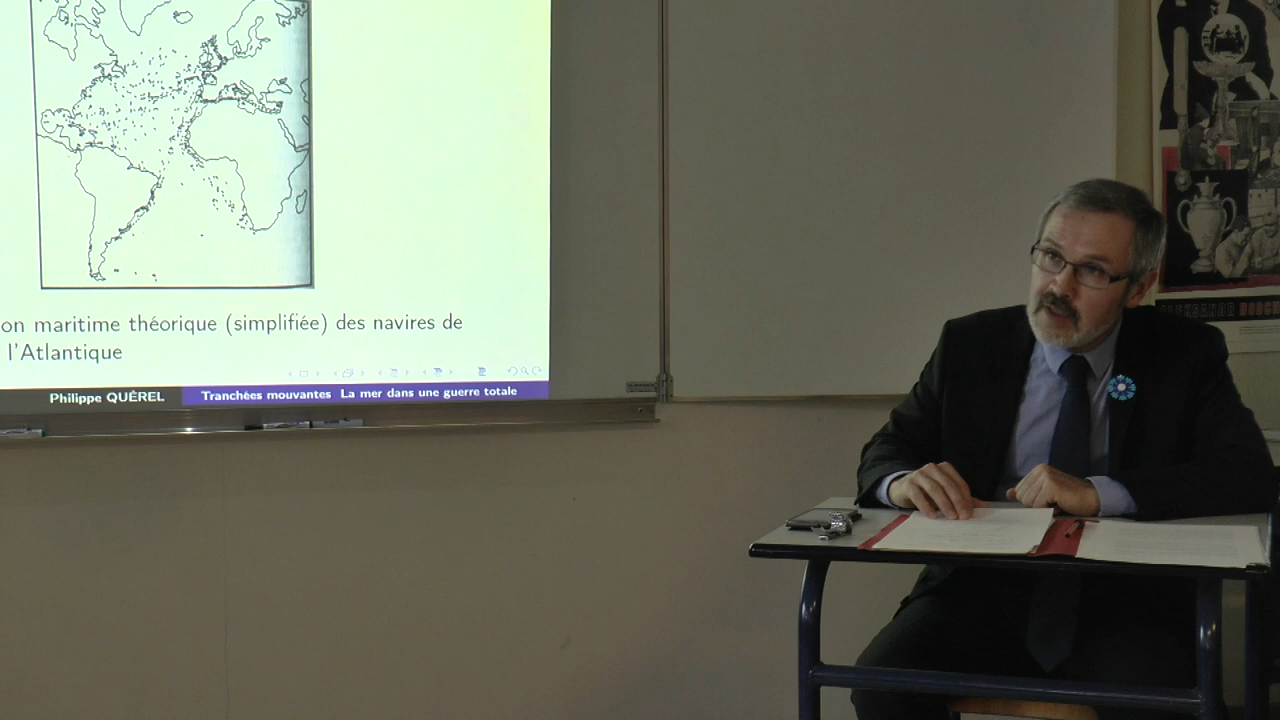 on maritime théorique (simplifiée) des navires de
l'Atlantique
Philippe QUÉREL Tranchées mouvantes La mer dans une guerre totale